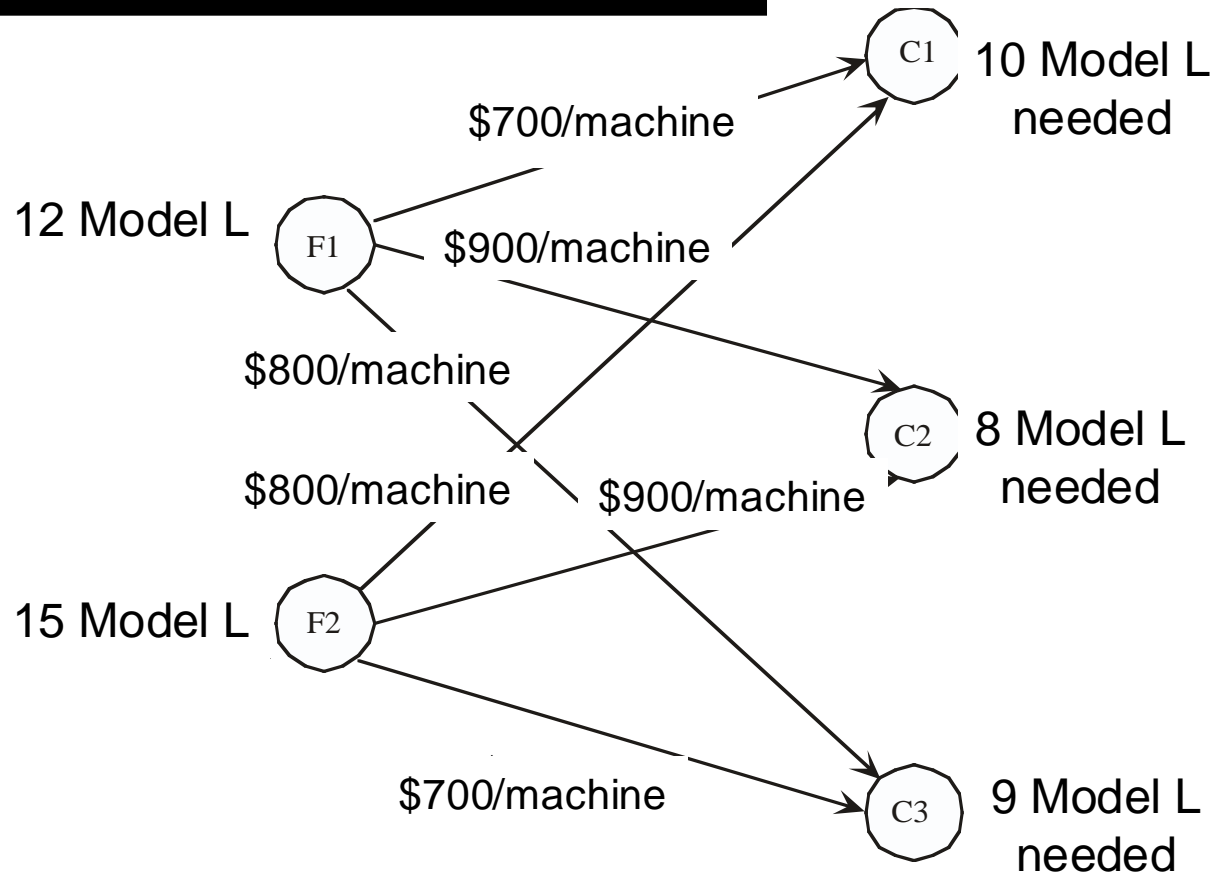 C1
10 Model L
needed
$700/machine
12 Model L
F1
$900/machine
$800/machine
C2
8 Model L
needed
$800/machine
$900/machine
15 Model L
F2
$700/machine
C3
9 Model L
needed